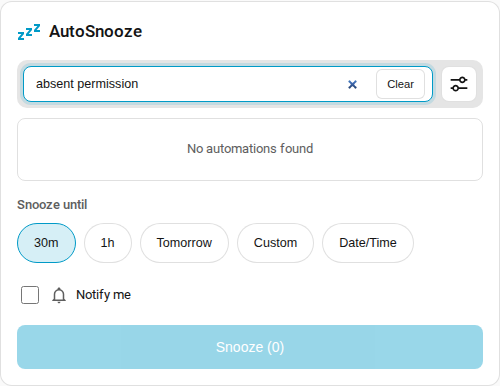 zzz AutoSnooze
absent permission × Clear
No automations found
Snooze until
30m 1h Tomorrow Custom Date/Time
Notify me
Snooze (0)